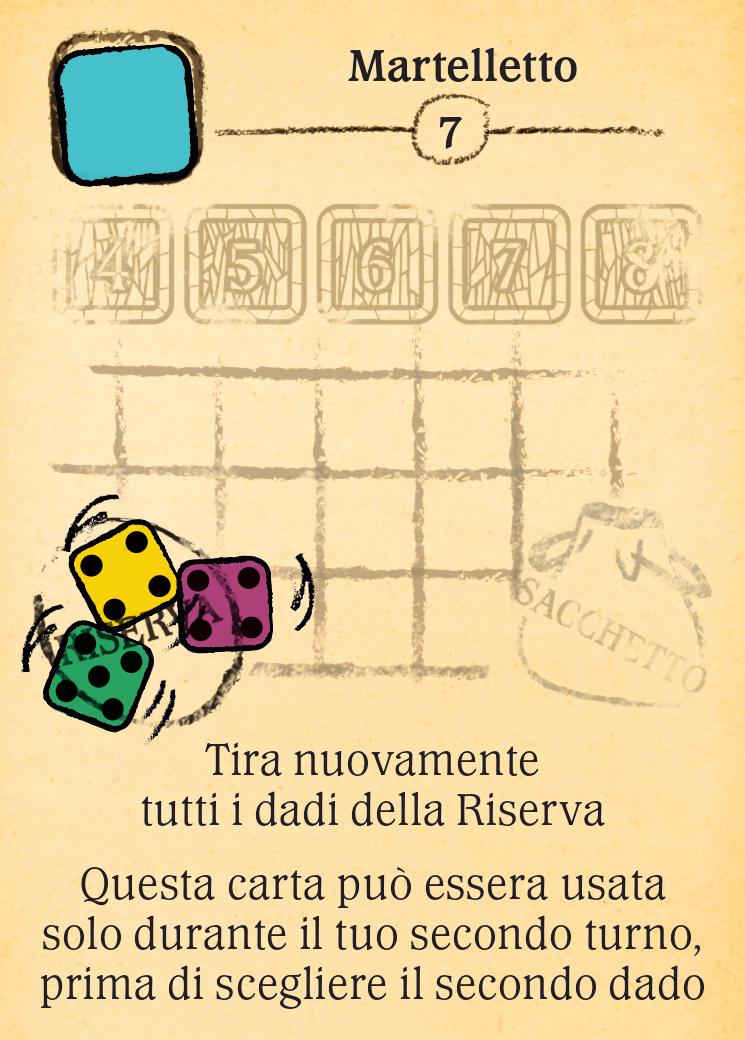 Martelletto
7
4 5 6 7 8
RISERVA
SACCHETTO
Tira nuovamente
tutti i dadi della Riserva
Questa carta può essera usata
solo durante il tuo secondo turno,
prima di scegliere il secondo dado